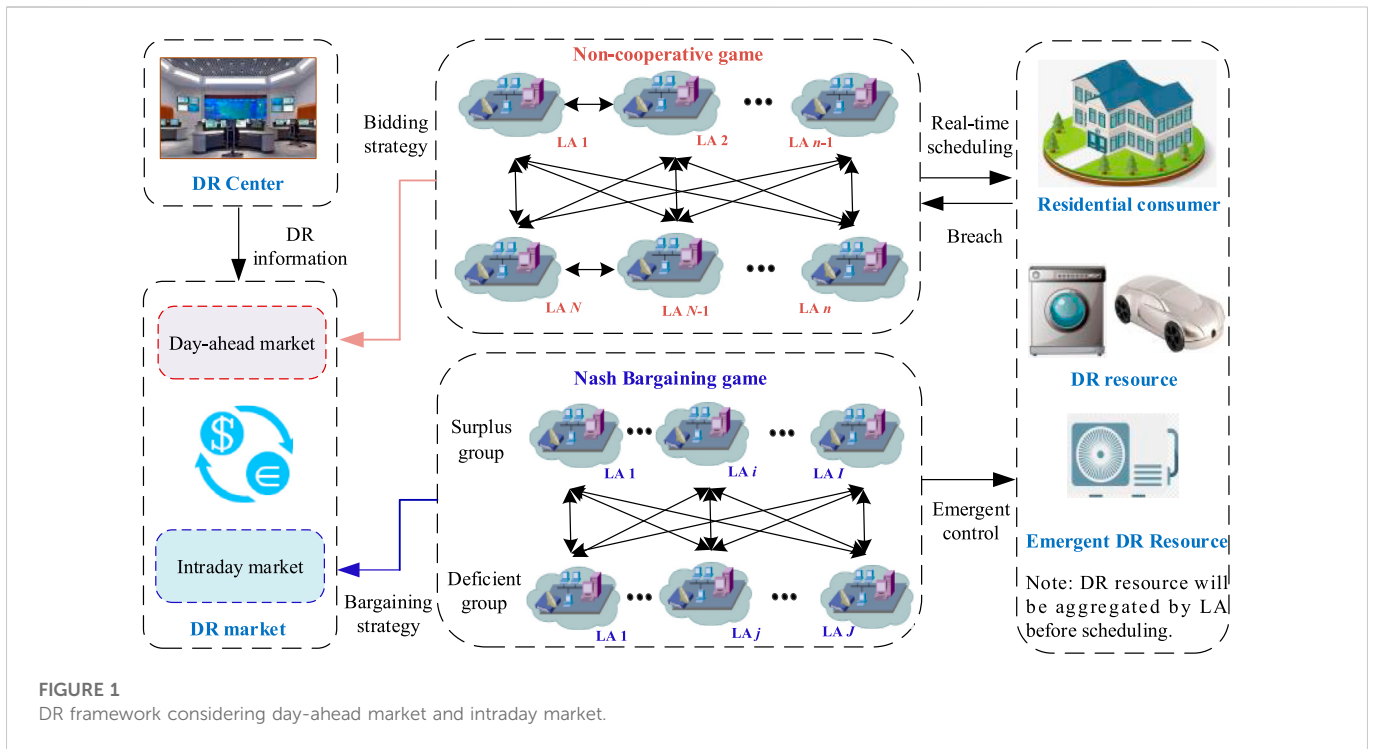 DR Center
DR
information
Day-ahead market
$
€
Intraday market
DR market
Bidding
strategy
Bargaining
strategy
Non-cooperative game
LA 1
LA 2
LA n-1
LA N
LA N-1
LA n
Nash Bargaining game
Surplus
group
LA 1
LA i
LA I
Deficient
group
LA 1
LA j
LA J
Real-time
scheduling
Breach
Emergent
control
Residential consumer
DR resource
Emergent DR Resource
Note: DR resource will
be aggregated by LA
before scheduling.
FIGURE 1
DR framework considering day-ahead market and intraday market.